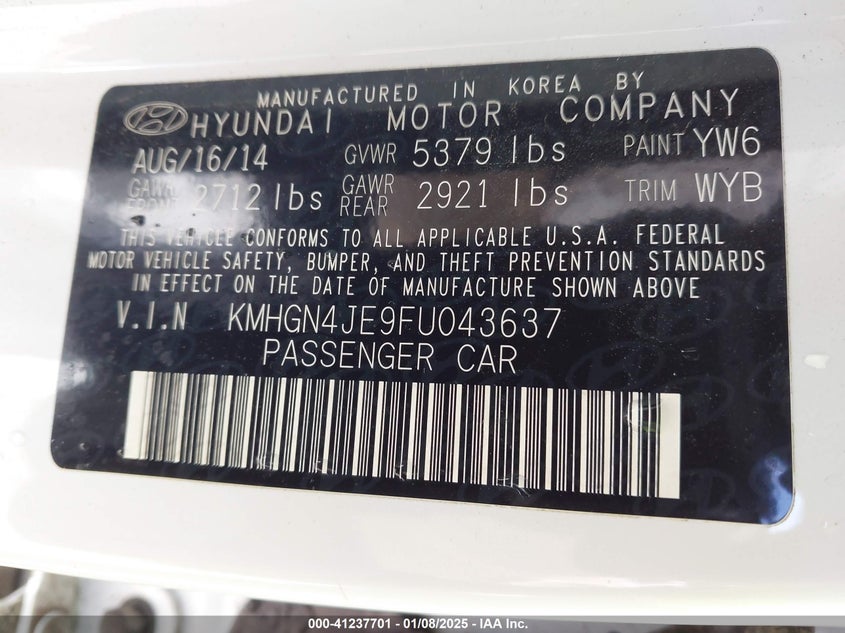 MANUFACTURED IN KOREA BY
HYUNDAI MOTOR COMPANY
AUG/16/14 GVWR 5379 lbs PAINT YW6
GAWR FRONT 2712 lbs GAWR REAR 2921 lbs TRIM WYB
THIS VEHICLE CONFORMS TO ALL APPLICABLE U.S.A. FEDERAL
MOTOR VEHICLE SAFETY, BUMPER, AND THEFT PREVENTION STANDARDS
IN EFFECT ON THE DATE OF MANUFACTURE SHOWN ABOVE
V.I.N KMHGN4JE9FU043637
PASSENGER CAR
000-41237701 - 01/08/2025 - IAA Inc.